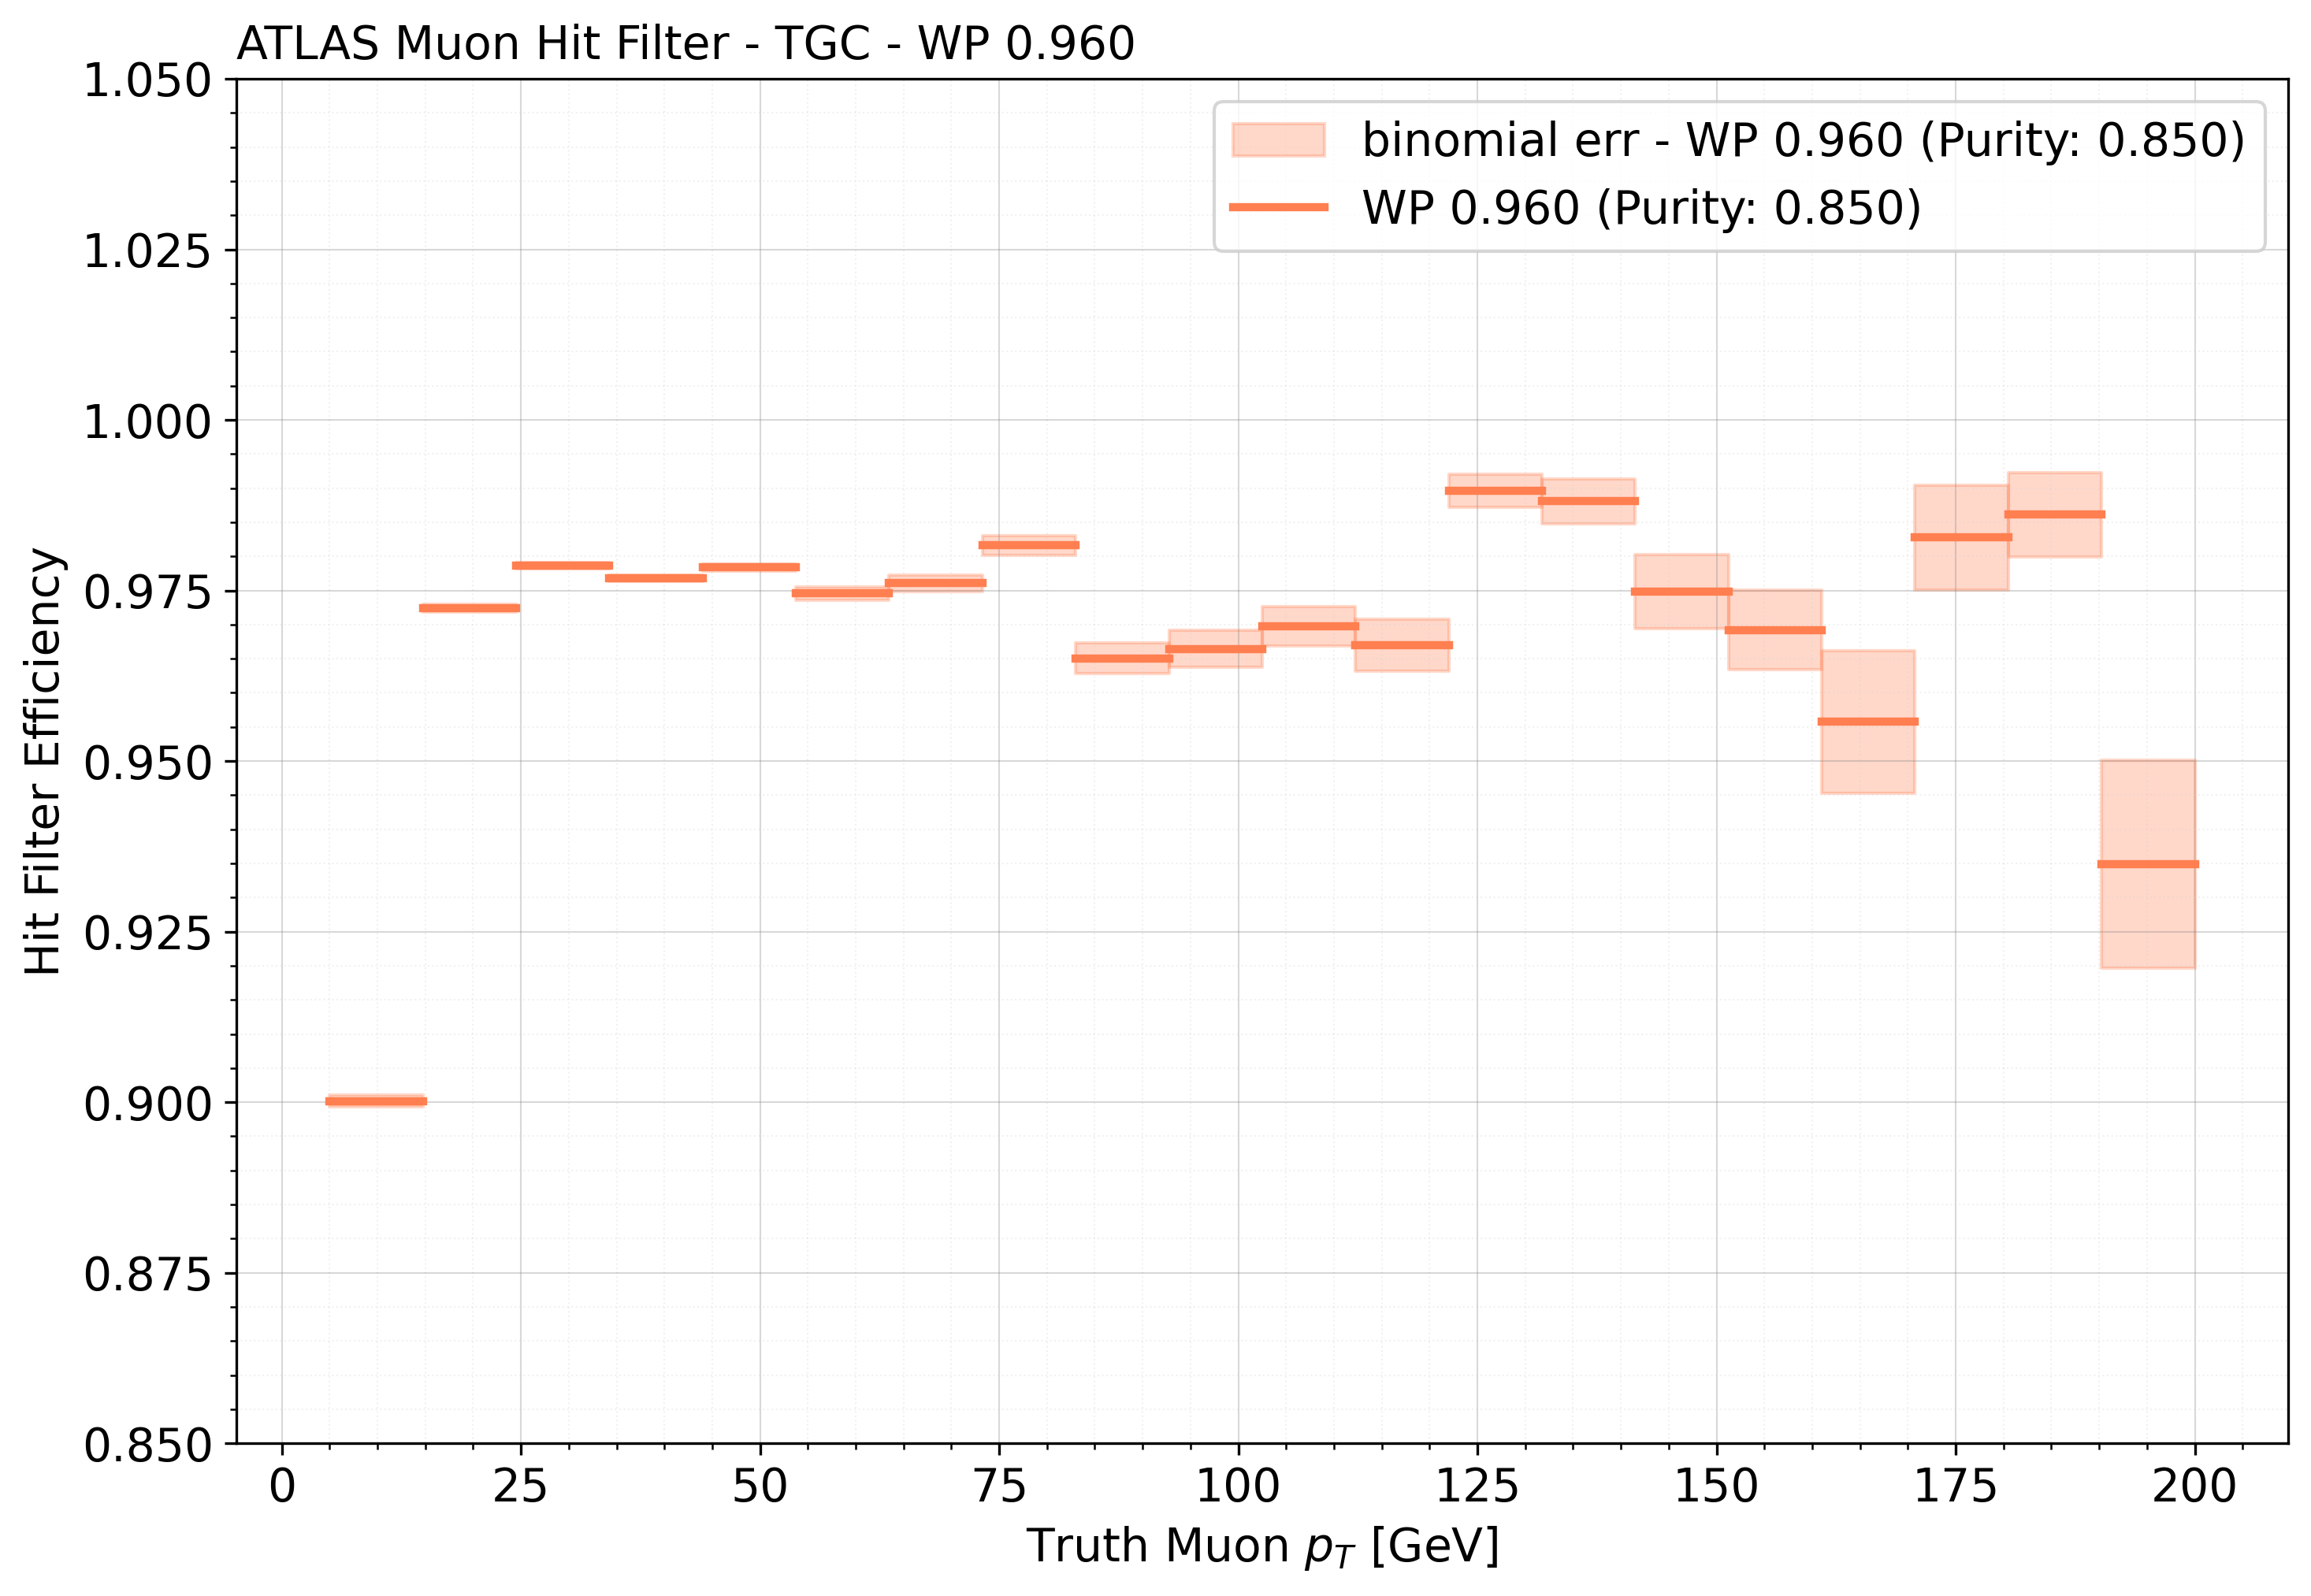 ATLAS Muon Hit Filter - TGC - WP 0.960
binomial err - WP 0.960 (Purity: 0.850)
WP 0.960 (Purity: 0.850)
Hit Filter Efficiency
1.050
1.025
1.000
0.975
0.950
0.925
0.900
0.875
0.850
0 25 50 75 100 125 150 175 200
Truth Muon p_T [GeV]